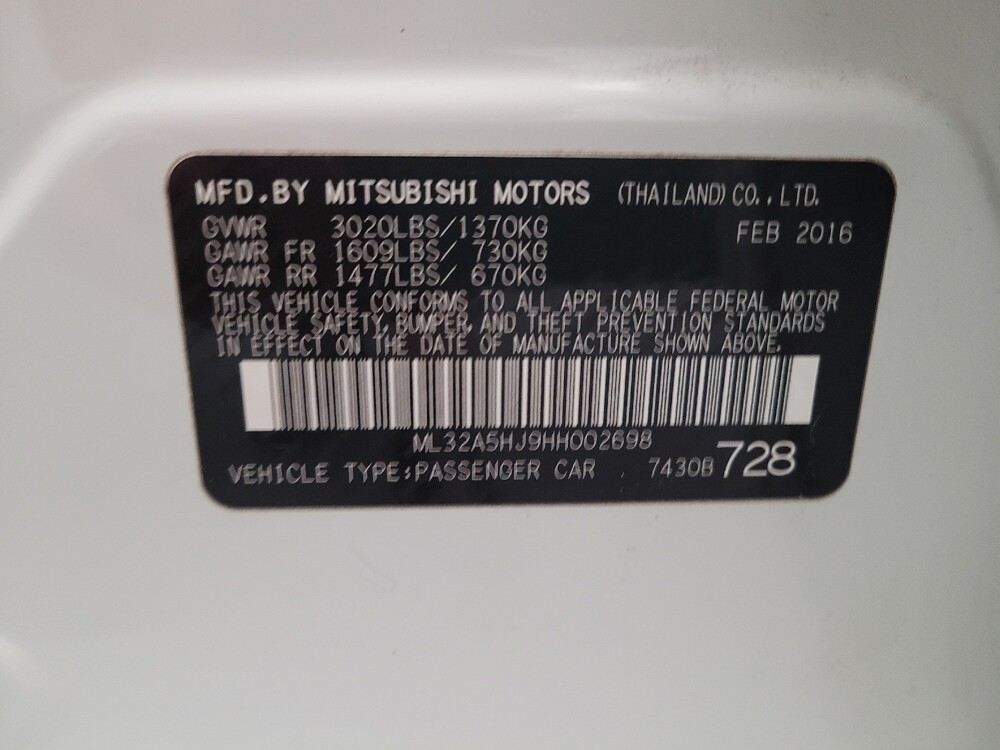 MFD.BY MITSUBISHI MOTORS (THAILAND) CO., LTD.
GVWR 3020LBS/1370KG FEB 2016
GAWR FR 1609LBS/ 730KG
GAWR RR 1477LBS/ 670KG
THIS VEHICLE CONFORMS TO ALL APPLICABLE FEDERAL MOTOR
VEHICLE SAFETY, BUMPER, AND THEFT PREVENTION STANDARDS
IN EFFECT ON THE DATE OF MANUFACTURE SHOWN ABOVE.
ML32A5HJ9HH002698
VEHICLE TYPE:PASSENGER CAR 7430B 728